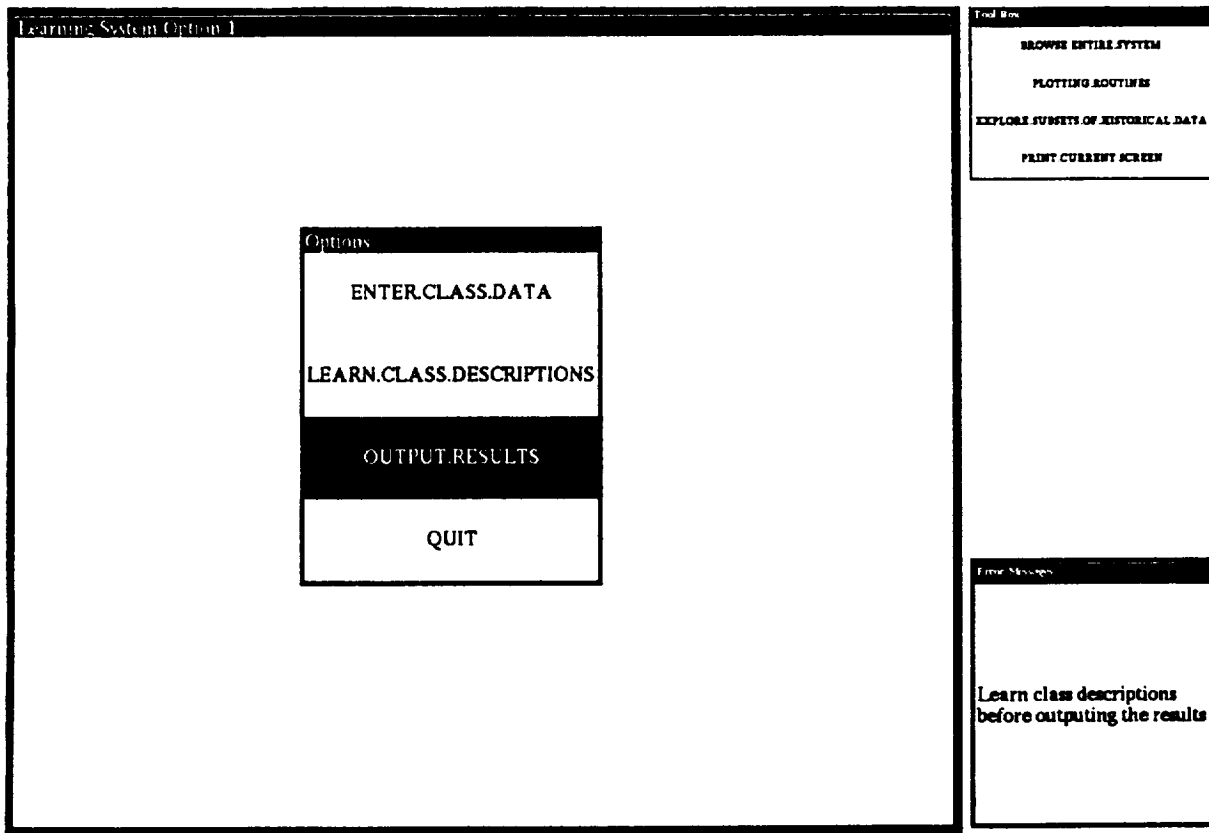 Learning System Option 1
Options
ENTER.CLASS.DATA
LEARN.CLASS.DESCRIPTIONS
OUTPUT.RESULTS
QUIT
Tool Box
BROWSE ENTIRE.SYSTEM
PLOTTING.ROUTINES
EXPLORE.SUBSETS.OF.HISTORICAL.DATA
PRINT CURRENT SCREEN
Error Messages
Learn class descriptions
before outputing the results